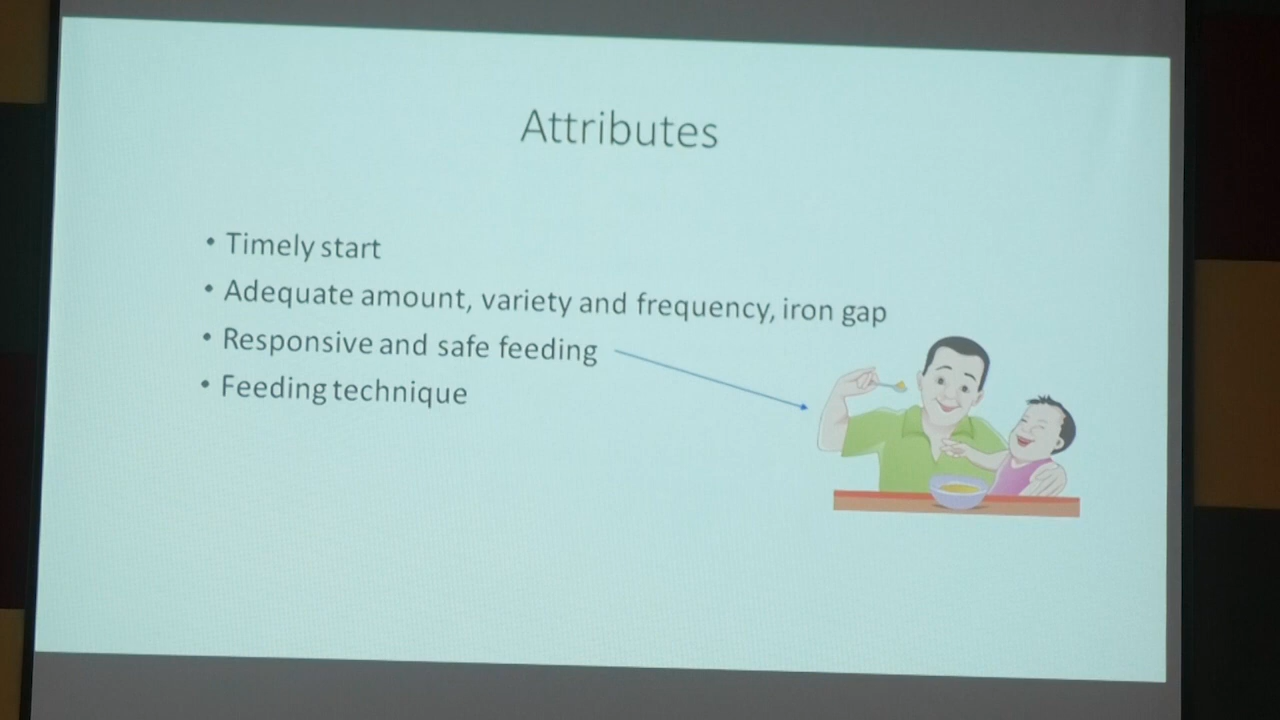 Attributes
• Timely start
• Adequate amount, variety and frequency, iron gap
• Responsive and safe feeding
• Feeding technique